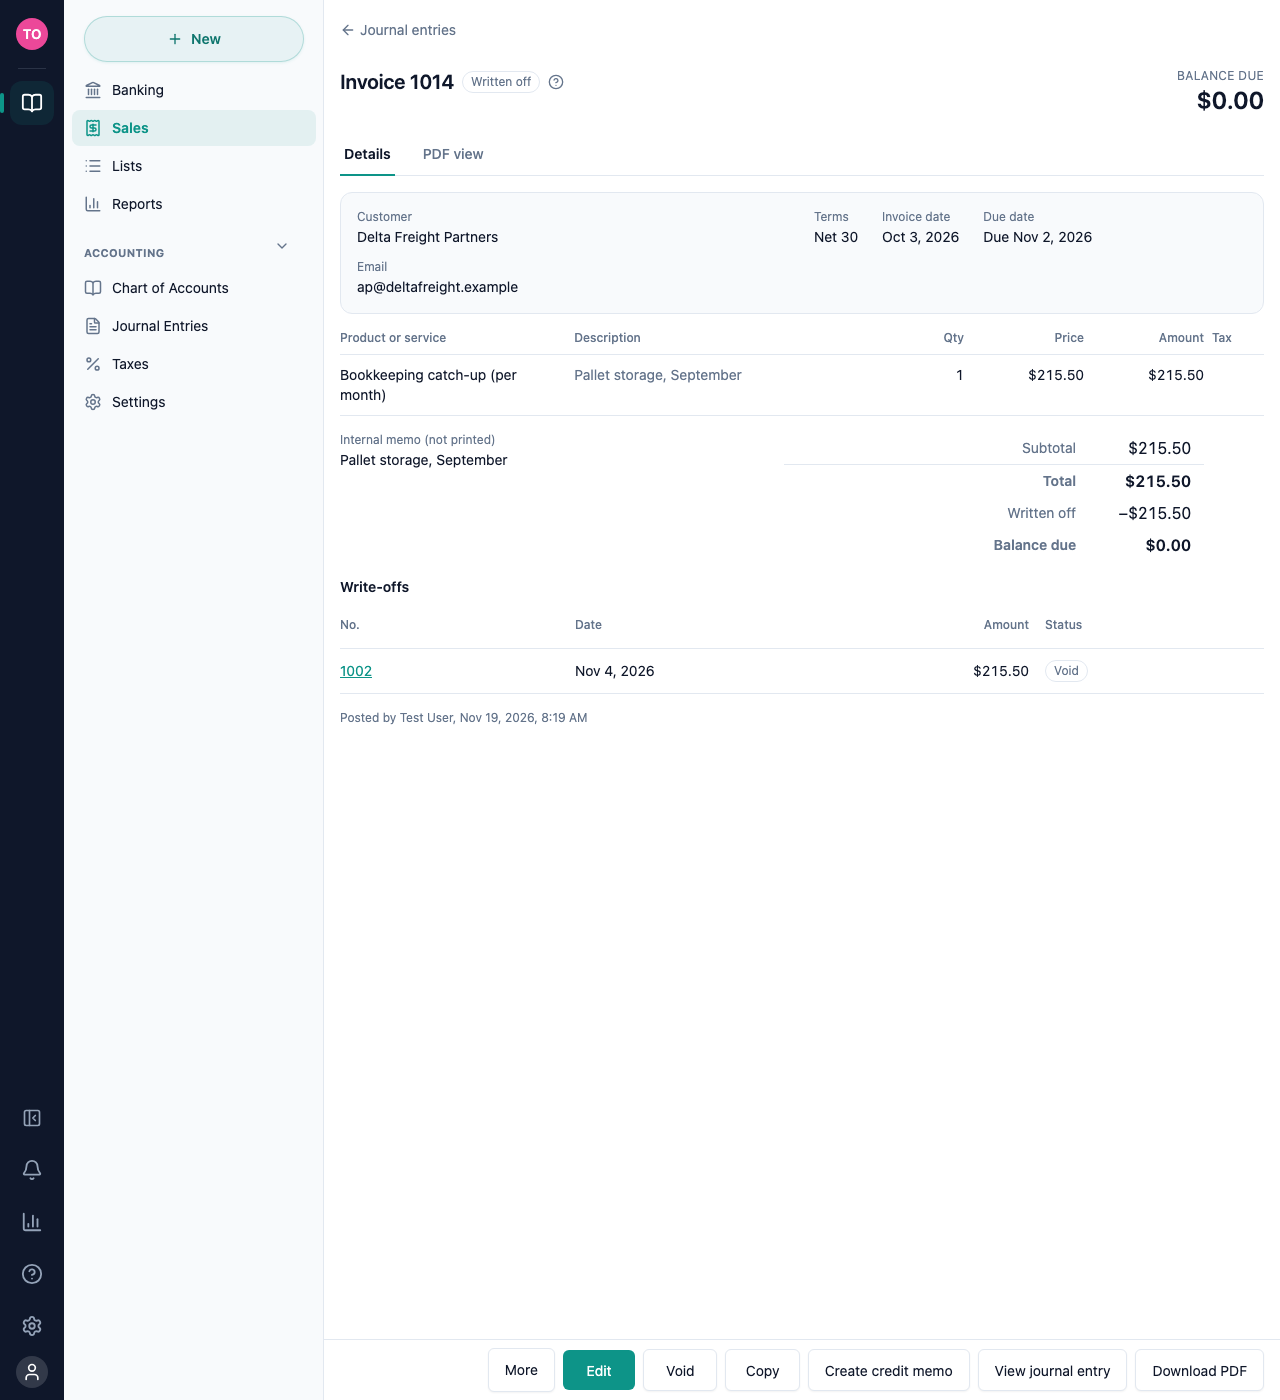 TO
New
Banking
Sales
Lists
Reports
ACCOUNTING
Chart of Accounts
Journal Entries
Taxes
Settings
Journal entries
Invoice 1014
Written off
BALANCE DUE
$0.00
Details
PDF view
Customer
Delta Freight Partners
Terms
Net 30
Invoice date
Oct 3, 2026
Due date
Due Nov 2, 2026
Email
ap@deltafreight.example
Product or service Description Qty Price Amount Tax
Bookkeeping catch-up (per Pallet storage, September 1 $215.50 $215.50
month)
Internal memo (not printed)
Pallet storage, September
Subtotal $215.50
Total $215.50
Written off –$215.50
Balance due $0.00
Write-offs
No. Date Amount Status
1002 Nov 4, 2026 $215.50 Void
Posted by Test User, Nov 19, 2026, 8:19 AM
More
Edit
Void
Copy
Create credit memo
View journal entry
Download PDF